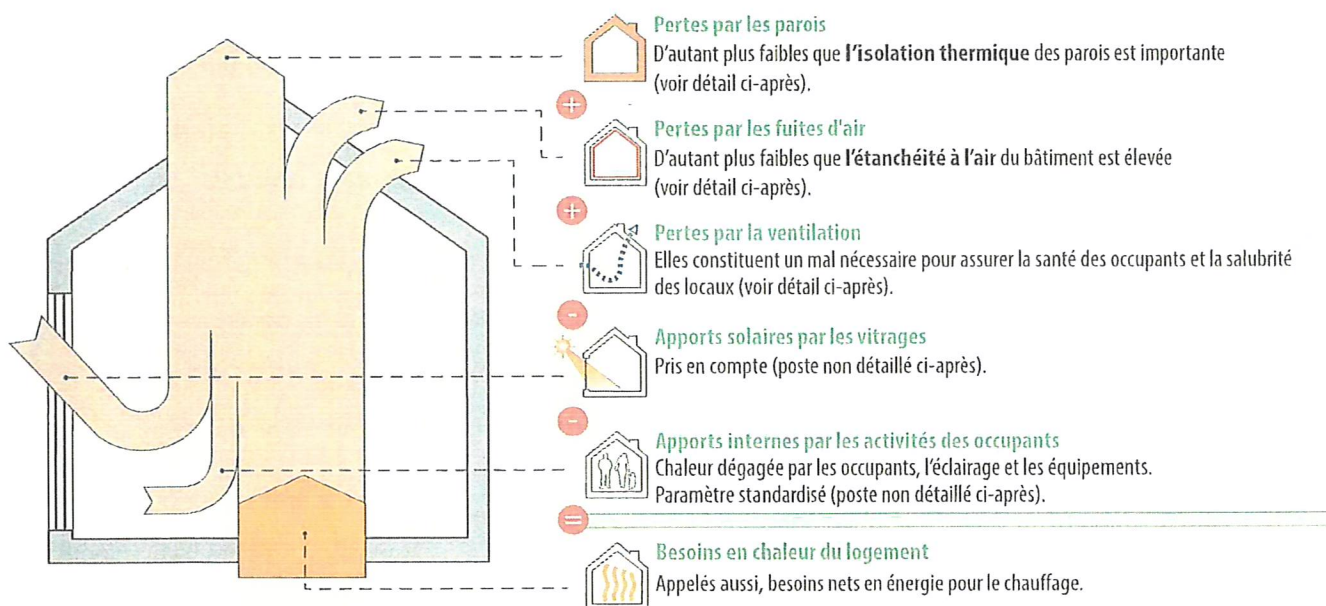 Pertes par les parois
D'autant plus faibles que l'isolation thermique des parois est importante
(voir détail ci-après).
+
Pertes par les fuites d'air
D'autant plus faibles que l'étanchéité à l'air du bâtiment est élevée
(voir détail ci-après).
+
Pertes par la ventilation
Elles constituent un mal nécessaire pour assurer la santé des occupants et la salubrité
des locaux (voir détail ci-après).
-
Apports solaires par les vitrages
Pris en compte (poste non détaillé ci-après).
-
Apports internes par les activités des occupants
Chaleur dégagée par les occupants, l'éclairage et les équipements.
Paramètre standardisé (poste non détaillé ci-après).
=
Besoins en chaleur du logement
Appelés aussi, besoins nets en énergie pour le chauffage.